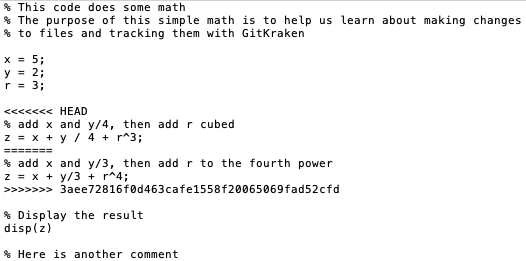 % This code does some math
% The purpose of this simple math is to help us learn about making changes
% to files and tracking them with GitKraken
x = 5;
y = 2;
r = 3;
<<<<<<< HEAD
% add x and y/4, then add r cubed
z = x + y / 4 + r^3;
=======
% add x and y/3, then add r to the fourth power
z = x + y/3 + r^4;
>>>>>>> 3aee72816f0d463cafe1558f20065069fad52cfd
% Display the result
disp(z)
% Here is another comment